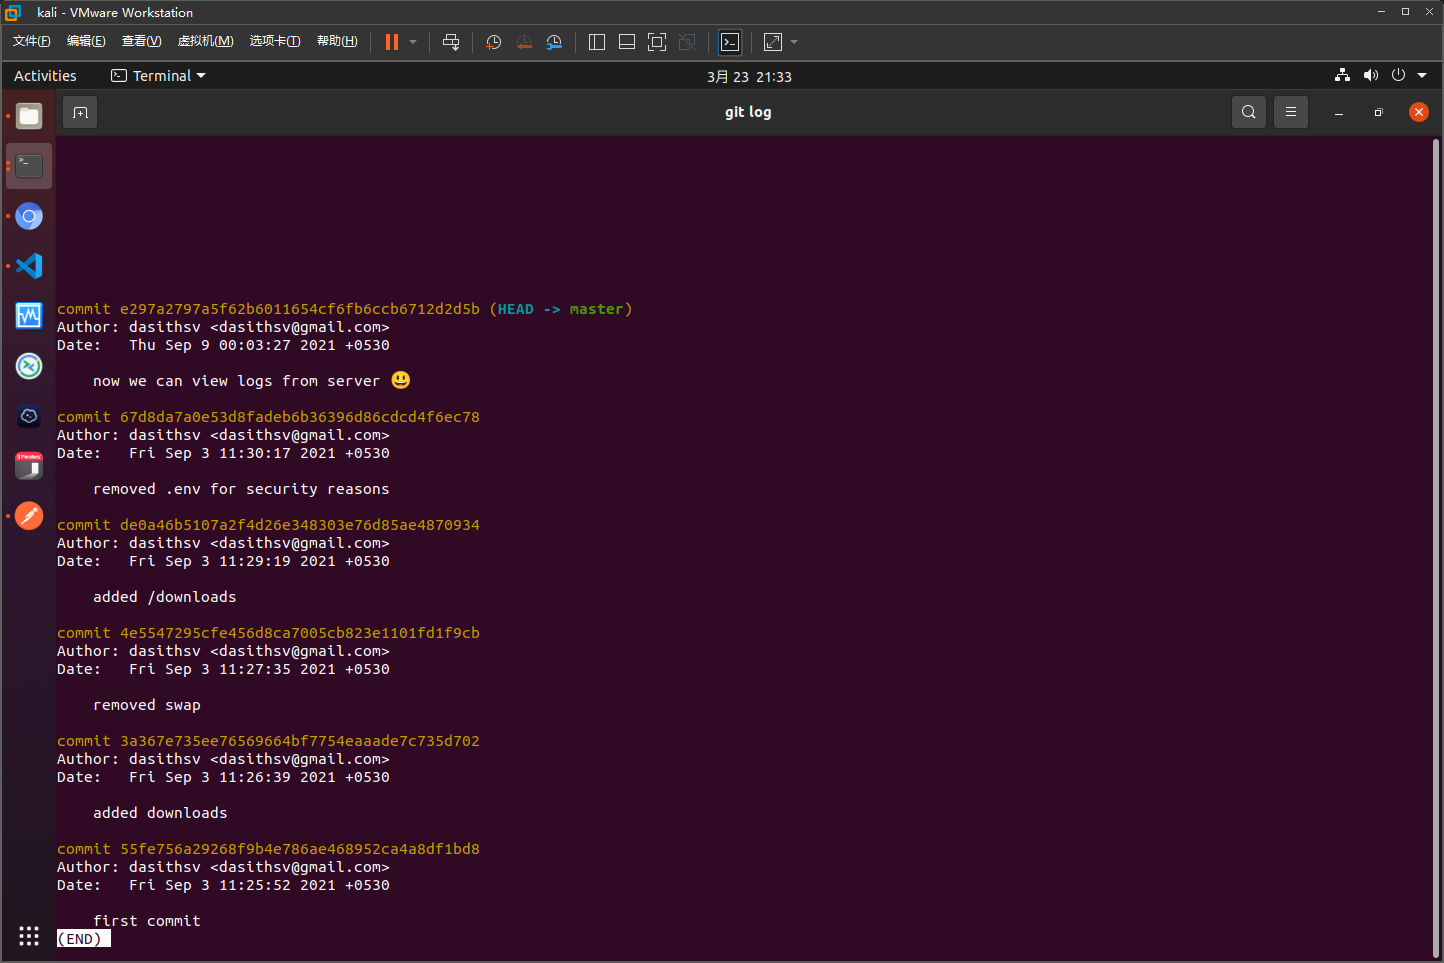 kali - VMware Workstation
文件(F) 编辑(E) 查看(V) 虚拟机(M) 选项卡(T) 帮助(H)
Activities Terminal 3月 23 21:33
git log
commit e297a2797a5f62b6011654cf6fb6ccb6712d2d5b (HEAD -> master)
Author: dasithsv <dasithsv@gmail.com>
Date: Thu Sep 9 00:03:27 2021 +0530
now we can view logs from server 😃
commit 67d8da7a0e53d8fadeb6b36396d86cdcd4f6ec78
Author: dasithsv <dasithsv@gmail.com>
Date: Fri Sep 3 11:30:17 2021 +0530
removed .env for security reasons
commit de0a46b5107a2f4d26e348303e76d85ae4870934
Author: dasithsv <dasithsv@gmail.com>
Date: Fri Sep 3 11:29:19 2021 +0530
added /downloads
commit 4e5547295cfe456d8ca7005cb823e1101fd1f9cb
Author: dasithsv <dasithsv@gmail.com>
Date: Fri Sep 3 11:27:35 2021 +0530
removed swap
commit 3a367e735ee76569664bf7754eaaade7c735d702
Author: dasithsv <dasithsv@gmail.com>
Date: Fri Sep 3 11:26:39 2021 +0530
added downloads
commit 55fe756a29268f9b4e786ae468952ca4a8df1bd8
Author: dasithsv <dasithsv@gmail.com>
Date: Fri Sep 3 11:25:52 2021 +0530
first commit
(END)